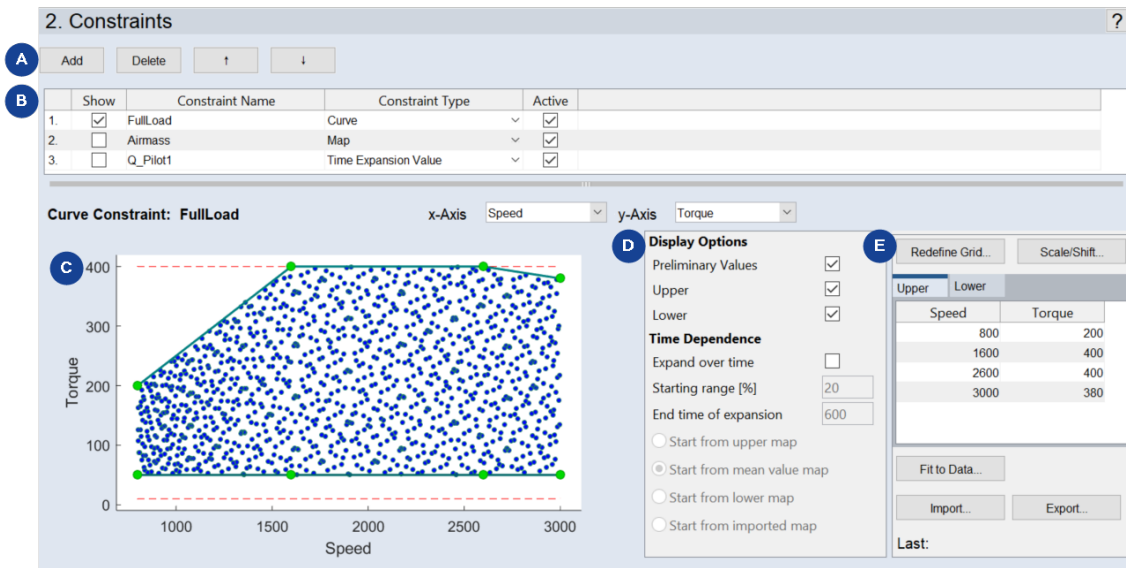 2. Constraints
?
A
Add
Delete
↑
↓
B
Show Constraint Name Constraint Type Active
1. FullLoad Curve
2. Airmass Map
3. Q_Pilot1 Time Expansion Value
Curve Constraint: FullLoad
x-Axis Speed
y-Axis Torque
C
400
300
200
100
0
Torque
1000 1500 2000 2500 3000
Speed
D
Display Options
Preliminary Values
Upper
Lower
Time Dependence
Expand over time
Starting range [%] 20
End time of expansion 600
Start from upper map
Start from mean value map
Start from lower map
Start from imported map
E
Redefine Grid... Scale/Shift...
Upper Lower
Speed Torque
800 200
1600 400
2600 400
3000 380
Fit to Data...
Import... Export...
Last: